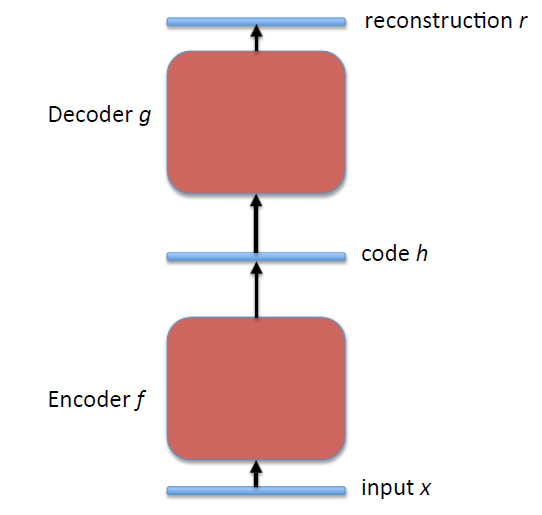 reconstruction r
Decoder g
code h
Encoder f
input x